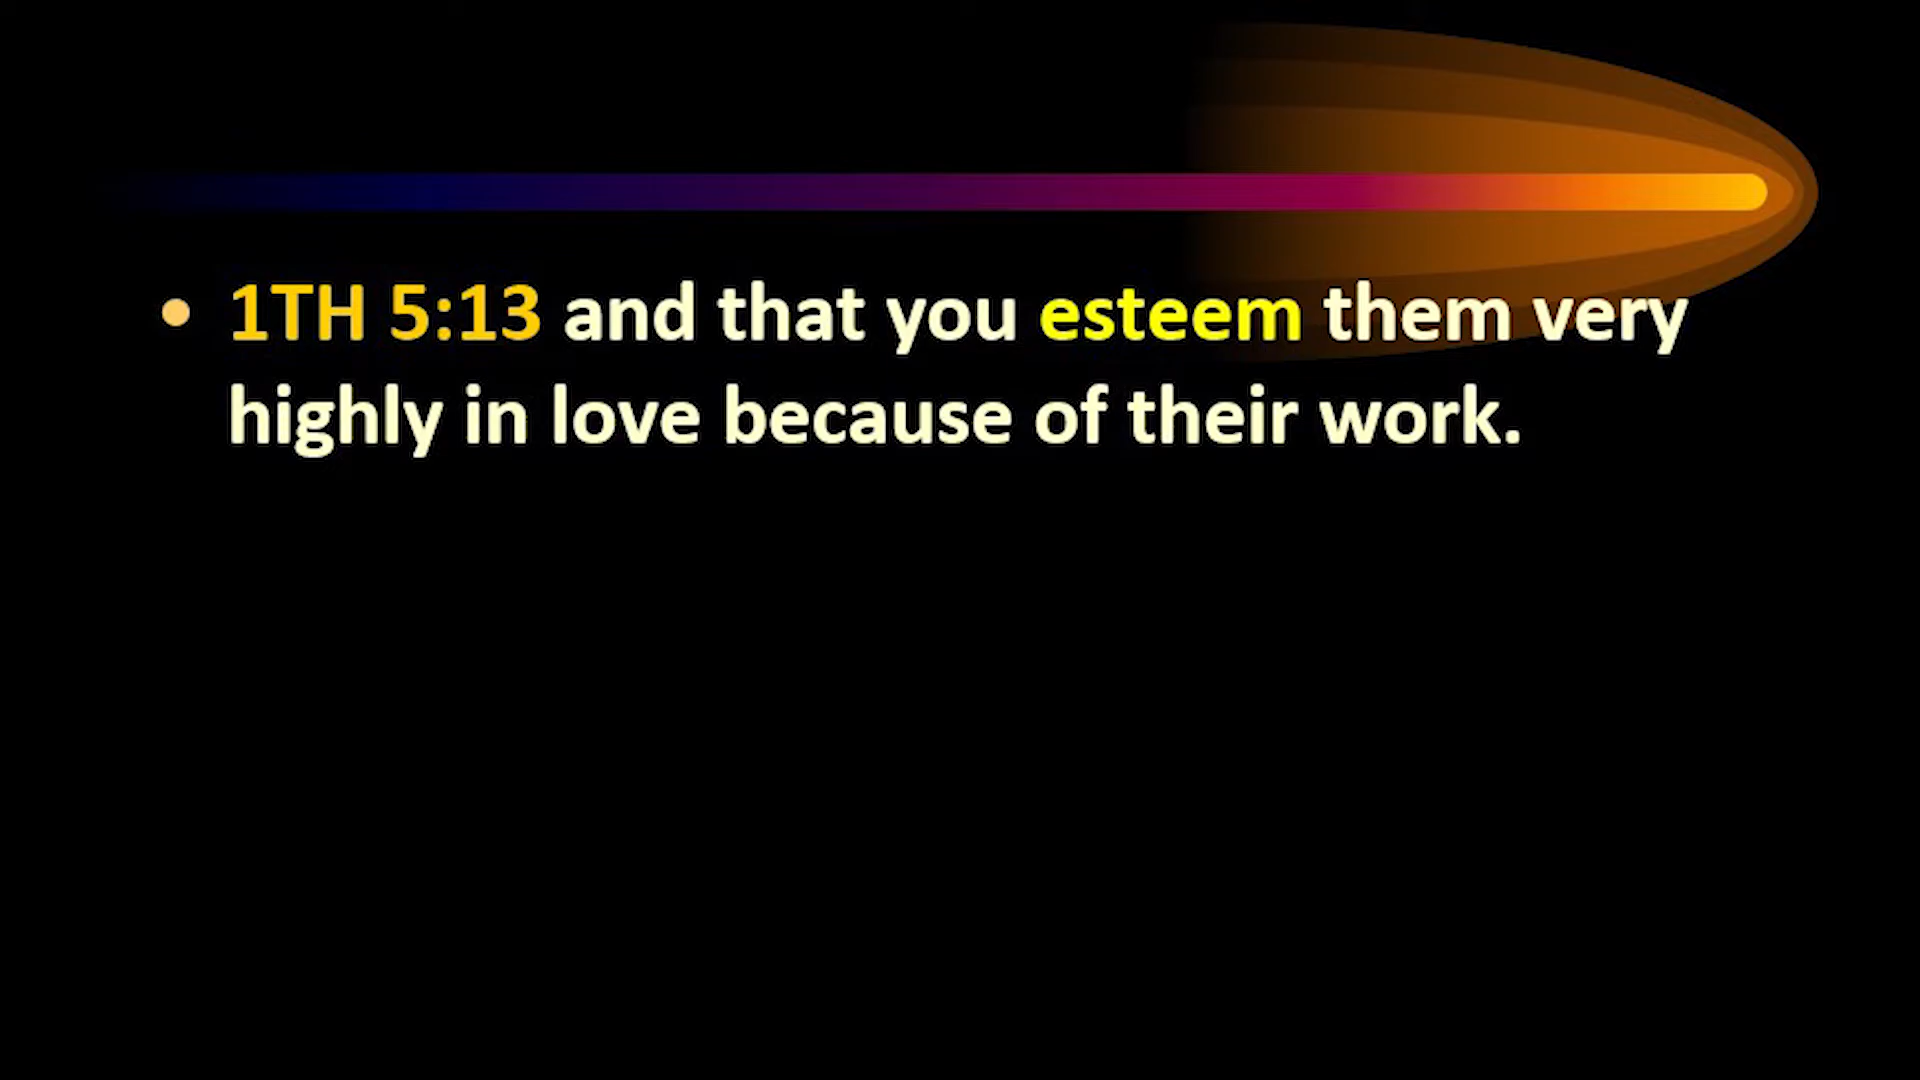 • 1TH 5:13 and that you esteem them very
highly in love because of their work.